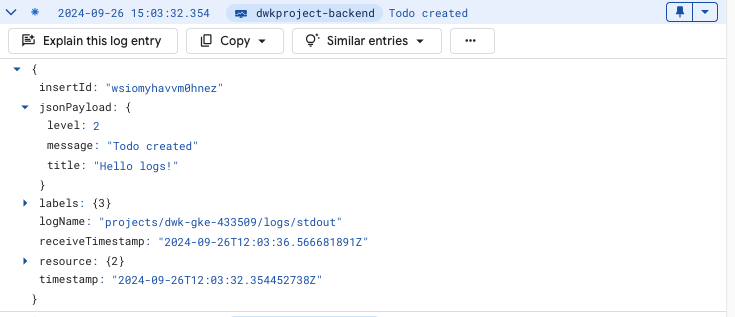 2024-09-26 15:03:32.354 dwkproject-backend Todo created
Explain this log entry Copy Similar entries ...
{
insertId: "wsiomyhavvm0hnez"
jsonPayload: {
level: 2
message: "Todo created"
title: "Hello logs!"
}
labels: {3}
logName: "projects/dwk-gke-433509/logs/stdout"
receiveTimestamp: "2024-09-26T12:03:36.566681891Z"
resource: {2}
timestamp: "2024-09-26T12:03:32.354452738Z"
}